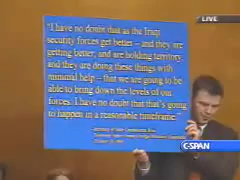 LIVE
"I have no doubt that as the Iraqi
security forces get better – and they are
getting better, and are holding territory,
and they are doing these things with
minimal help – that we are going to be
able to bring down the levels of our
forces. I have no doubt that that's going
to happen in a reasonable timeframe."
C-SPAN